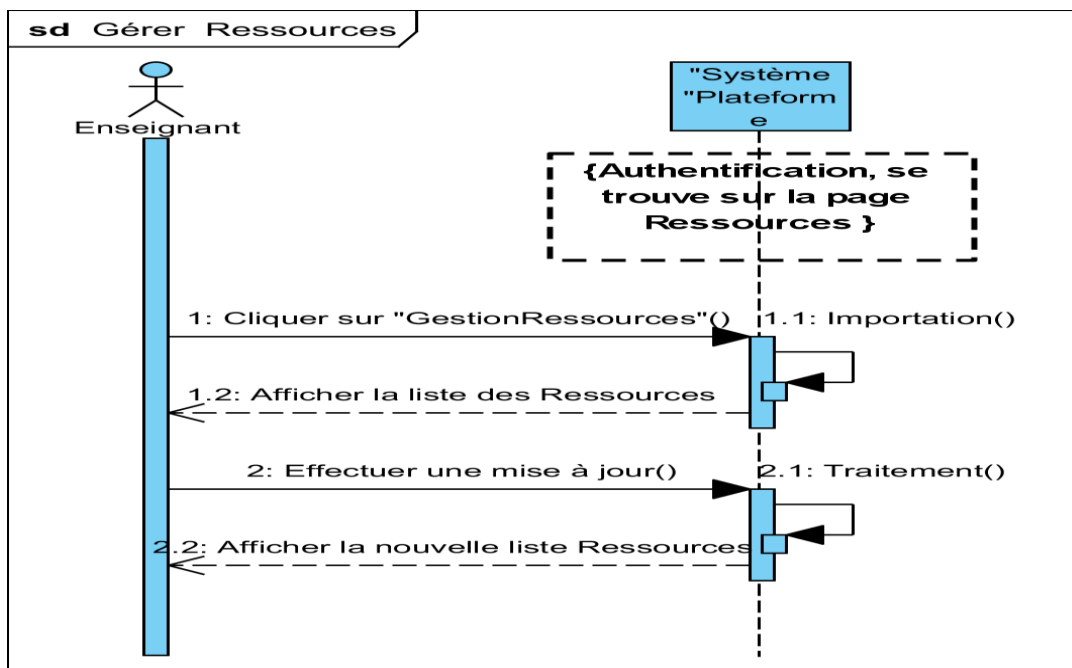 sd Gérer Ressources
Enseignant
"Système
"Plateform
e
{Authentification, se
trouve sur la page
Ressources }
1: Cliquer sur "GestionRessources"()
1.1: Importation()
1.2: Afficher la liste des Ressources
2: Effectuer une mise à jour()
2.1: Traitement()
2.2: Afficher la nouvelle liste Ressources